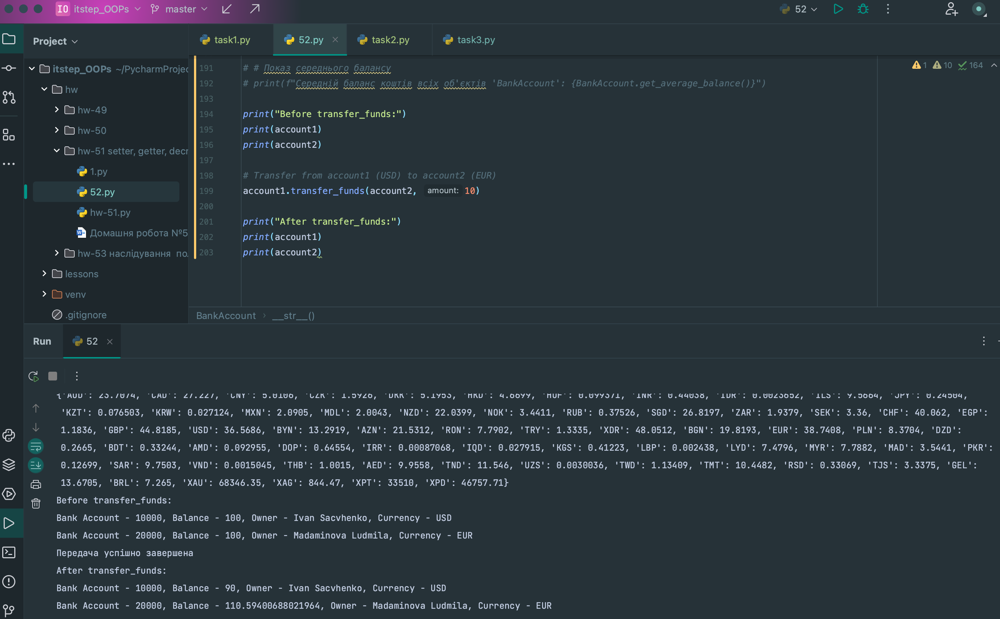 IO itstep_OOPs master 52
Project
task1.py 52.py task2.py task3.py
itstep_OOPs ~/PycharmProjec
hw
hw-49
hw-50
hw-51 setter, getter, decr
1.py
52.py
hw-51.py
Домашня робота №5
hw-53 наслідування по.
lessons
venv
.gitignore
1 10 164
191 # # Показ середнього балансу
192 # print(f"Середній баланс коштів всіх об'єктів 'BankAccount': {BankAccount.get_average_balance()}")
193
194 print("Before transfer_funds:")
195 print(account1)
196 print(account2)
197
198 # Transfer from account1 (USD) to account2 (EUR)
199 account1.transfer_funds(account2, amount: 10)
200
201 print("After transfer_funds:")
202 print(account1)
203 print(account2)
BankAccount › __str__()
Run 52
{'AUD': 23.7074, 'CAD': 27.227, 'CNY': 5.0106, 'CZK': 1.5926, 'DKK': 5.1953, 'HKD': 4.6699, 'HUF': 0.099371, 'INR': 0.44038, 'IDR': 0.0023652, 'ILS': 9.5664, 'JPY': 0.24504,
'KZT': 0.076503, 'KRW': 0.027124, 'MXN': 2.0905, 'MDL': 2.0043, 'NZD': 22.0399, 'NOK': 3.4411, 'RUB': 0.37526, 'SGD': 26.8197, 'ZAR': 1.9379, 'SEK': 3.36, 'CHF': 40.062, 'EGP':
1.1836, 'GBP': 44.8185, 'USD': 36.5686, 'BYN': 13.2919, 'AZN': 21.5312, 'RON': 7.7902, 'TRY': 1.3335, 'XDR': 48.0512, 'BGN': 19.8193, 'EUR': 38.7408, 'PLN': 8.3704, 'DZD':
0.2665, 'BDT': 0.33244, 'AMD': 0.092955, 'DOP': 0.64554, 'IRR': 0.00087068, 'IQD': 0.027915, 'KGS': 0.41223, 'LBP': 0.002438, 'LYD': 7.4796, 'MYR': 7.7882, 'MAD': 3.5441, 'PKR':
0.12699, 'SAR': 9.7503, 'VND': 0.0015045, 'THB': 1.0015, 'AED': 9.9558, 'TND': 11.546, 'UZS': 0.0030036, 'TWD': 1.13409, 'TMT': 10.4482, 'RSD': 0.33069, 'TJS': 3.3375, 'GEL':
13.6705, 'BRL': 7.265, 'XAU': 68346.35, 'XAG': 844.47, 'XPT': 33510, 'XPD': 46757.71}
Before transfer_funds:
Bank Account - 10000, Balance - 100, Owner - Ivan Sacvhenko, Currency - USD
Bank Account - 20000, Balance - 100, Owner - Madaminova Ludmila, Currency - EUR
Передача успішно завершена
After transfer_funds:
Bank Account - 10000, Balance - 90, Owner - Ivan Sacvhenko, Currency - USD
Bank Account - 20000, Balance - 110.59400688021964, Owner - Madaminova Ludmila, Currency - EUR